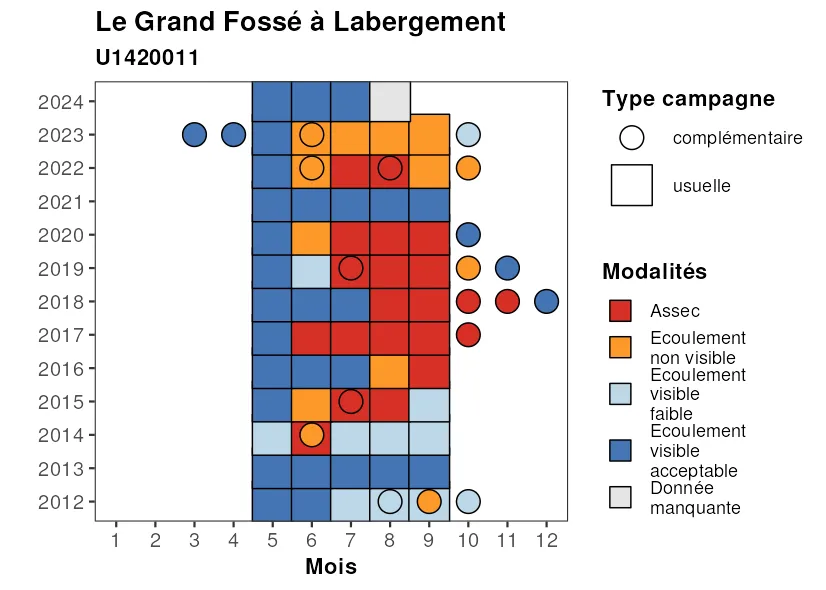 Le Grand Fossé à Labergement
U1420011
2024
2023
2022
2021
2020
2019
2018
2017
2016
2015
2014
2013
2012
1 2 3 4 5 6 7 8 9 10 11 12
Mois
Type campagne
complémentaire
usuelle
Modalités
Assec
Ecoulement
non visible
Ecoulement
visible
faible
Ecoulement
visible
acceptable
Donnée
manquante